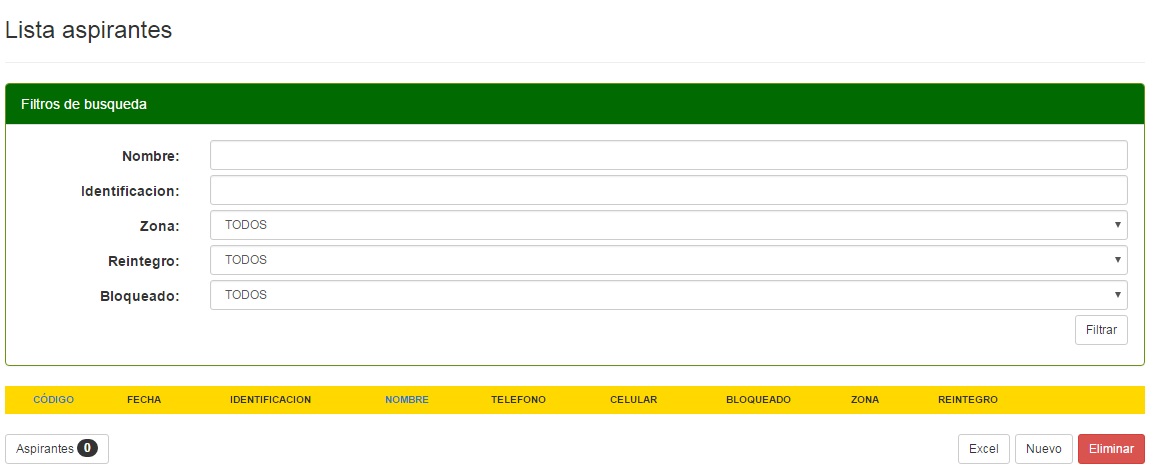 Lista aspirantes
Filtros de busqueda
Nombre:
Identificacion:
Zona: TODOS
Reintegro: TODOS
Bloqueado: TODOS
Filtrar
CÓDIGO FECHA IDENTIFICACION NOMBRE TELEFONO CELULAR BLOQUEADO ZONA REINTEGRO
Aspirantes 0 Excel Nuevo Eliminar